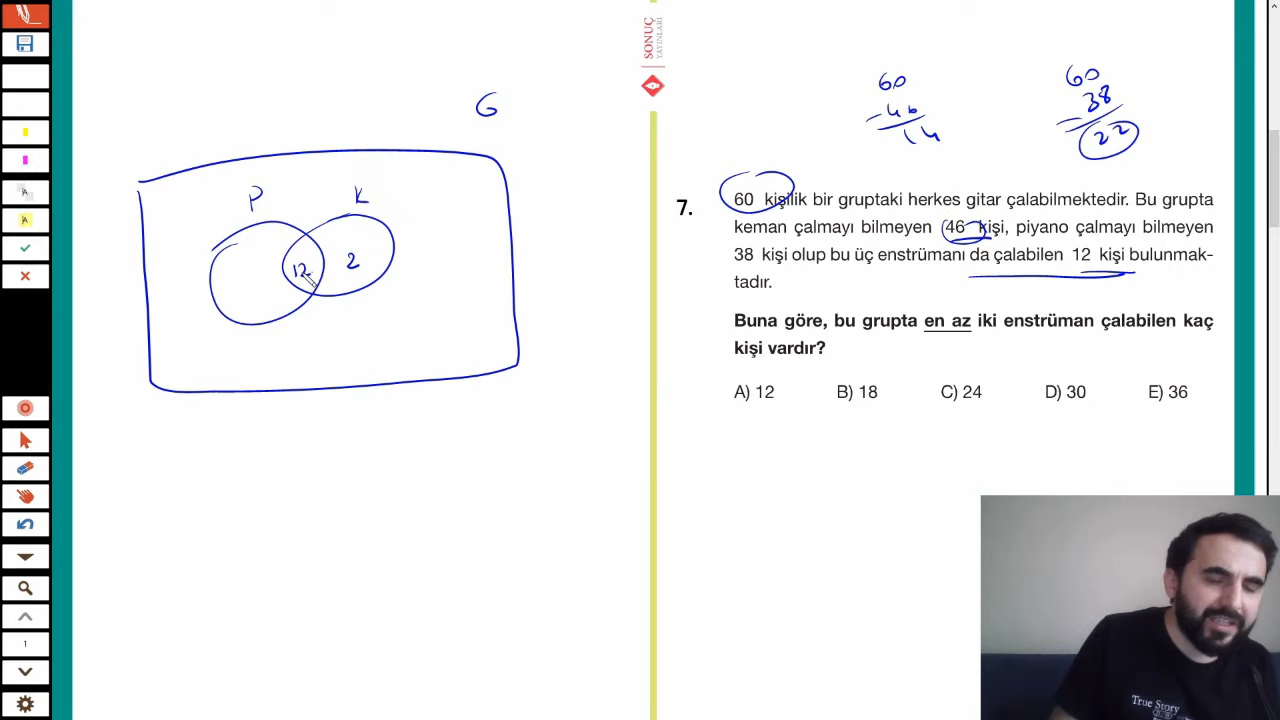 G
P K
12 2
SONUÇ
YAYINLARI
60
-46
14
60
-38
22
7.
60 kişilik bir gruptaki herkes gitar çalabilmektedir. Bu grupta
keman çalmayı bilmeyen 46 kişi, piyano çalmayı bilmeyen
38 kişi olup bu üç enstrümanı da çalabilen 12 kişi bulunmak-
tadır.
Buna göre, bu grupta en az iki enstrüman çalabilen kaç
kişi vardır?
A) 12 B) 18 C) 24 D) 30 E) 36
A
A
1
True Story